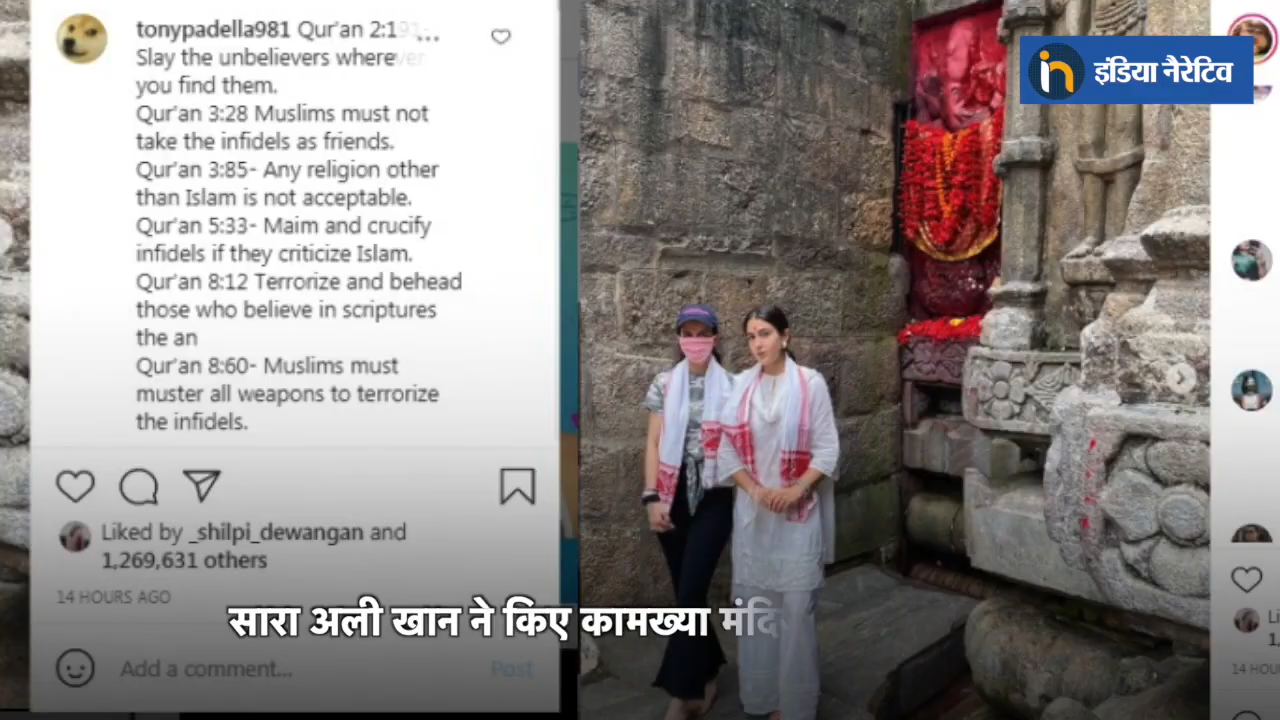 tonypadella981 Qur'an 2:191-
Slay the unbelievers wherever
you find them.
Qur'an 3:28 Muslims must not
take the infidels as friends.
Qur'an 3:85- Any religion other
than Islam is not acceptable.
Qur'an 5:33- Maim and crucify
infidels if they criticize Islam.
Qur'an 8:12 Terrorize and behead
those who believe in scriptures
the an
Qur'an 8:60- Muslims must
muster all weapons to terrorize
the infidels.
Liked by _shilpi_dewangan and
1,269,631 others
14 HOURS AGO
Add a comment...
Post
इंडिया नैरेटिव
सारा अली खान ने किए कामख्या मंदि
14 HOU